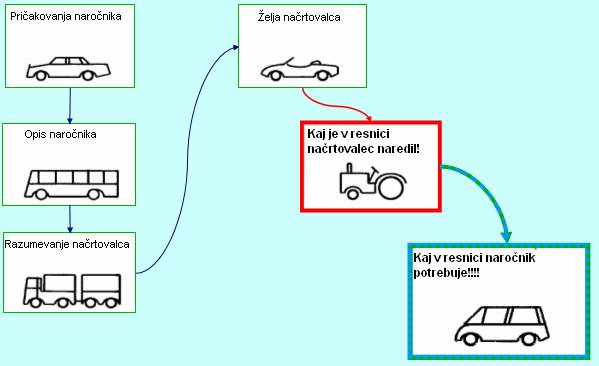 Pričakovanja naročnika
Opis naročnika
Razumevanje načrtovalca
Želja načrtovalca
Kaj je v resnici
načrtovalec naredil!
Kaj v resnici naročnik
potrebuje!!!!